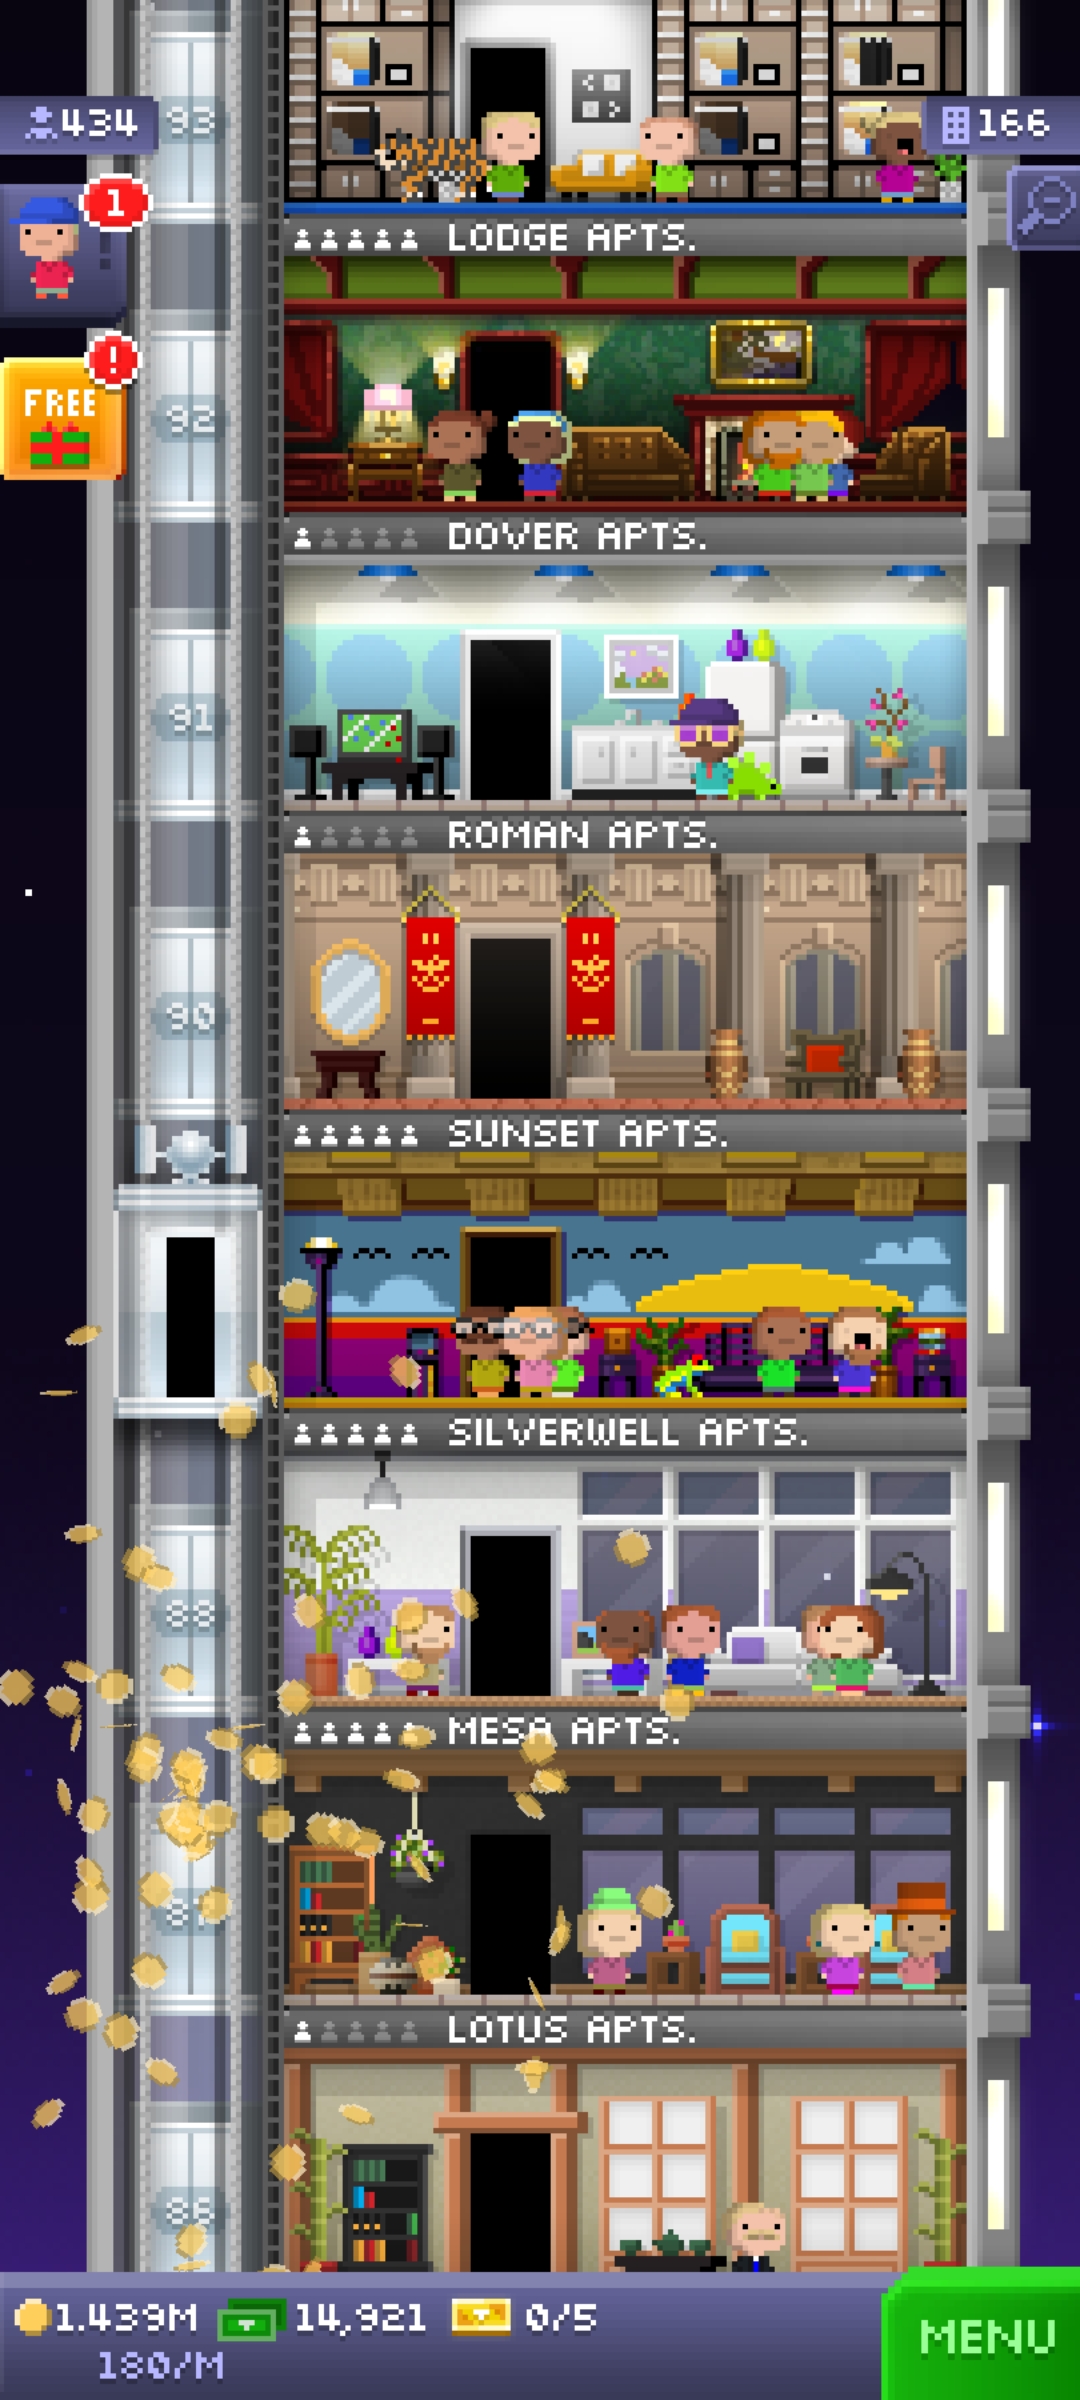 93
434
166
1
LODGE APTS.
!
FREE
92
DOVER APTS.
91
ROMAN APTS.
90
SUNSET APTS.
SILVERWELL APTS.
88
MESA APTS.
87
LOTUS APTS.
86
1.439M 14,921 0/5
180/M
MENU